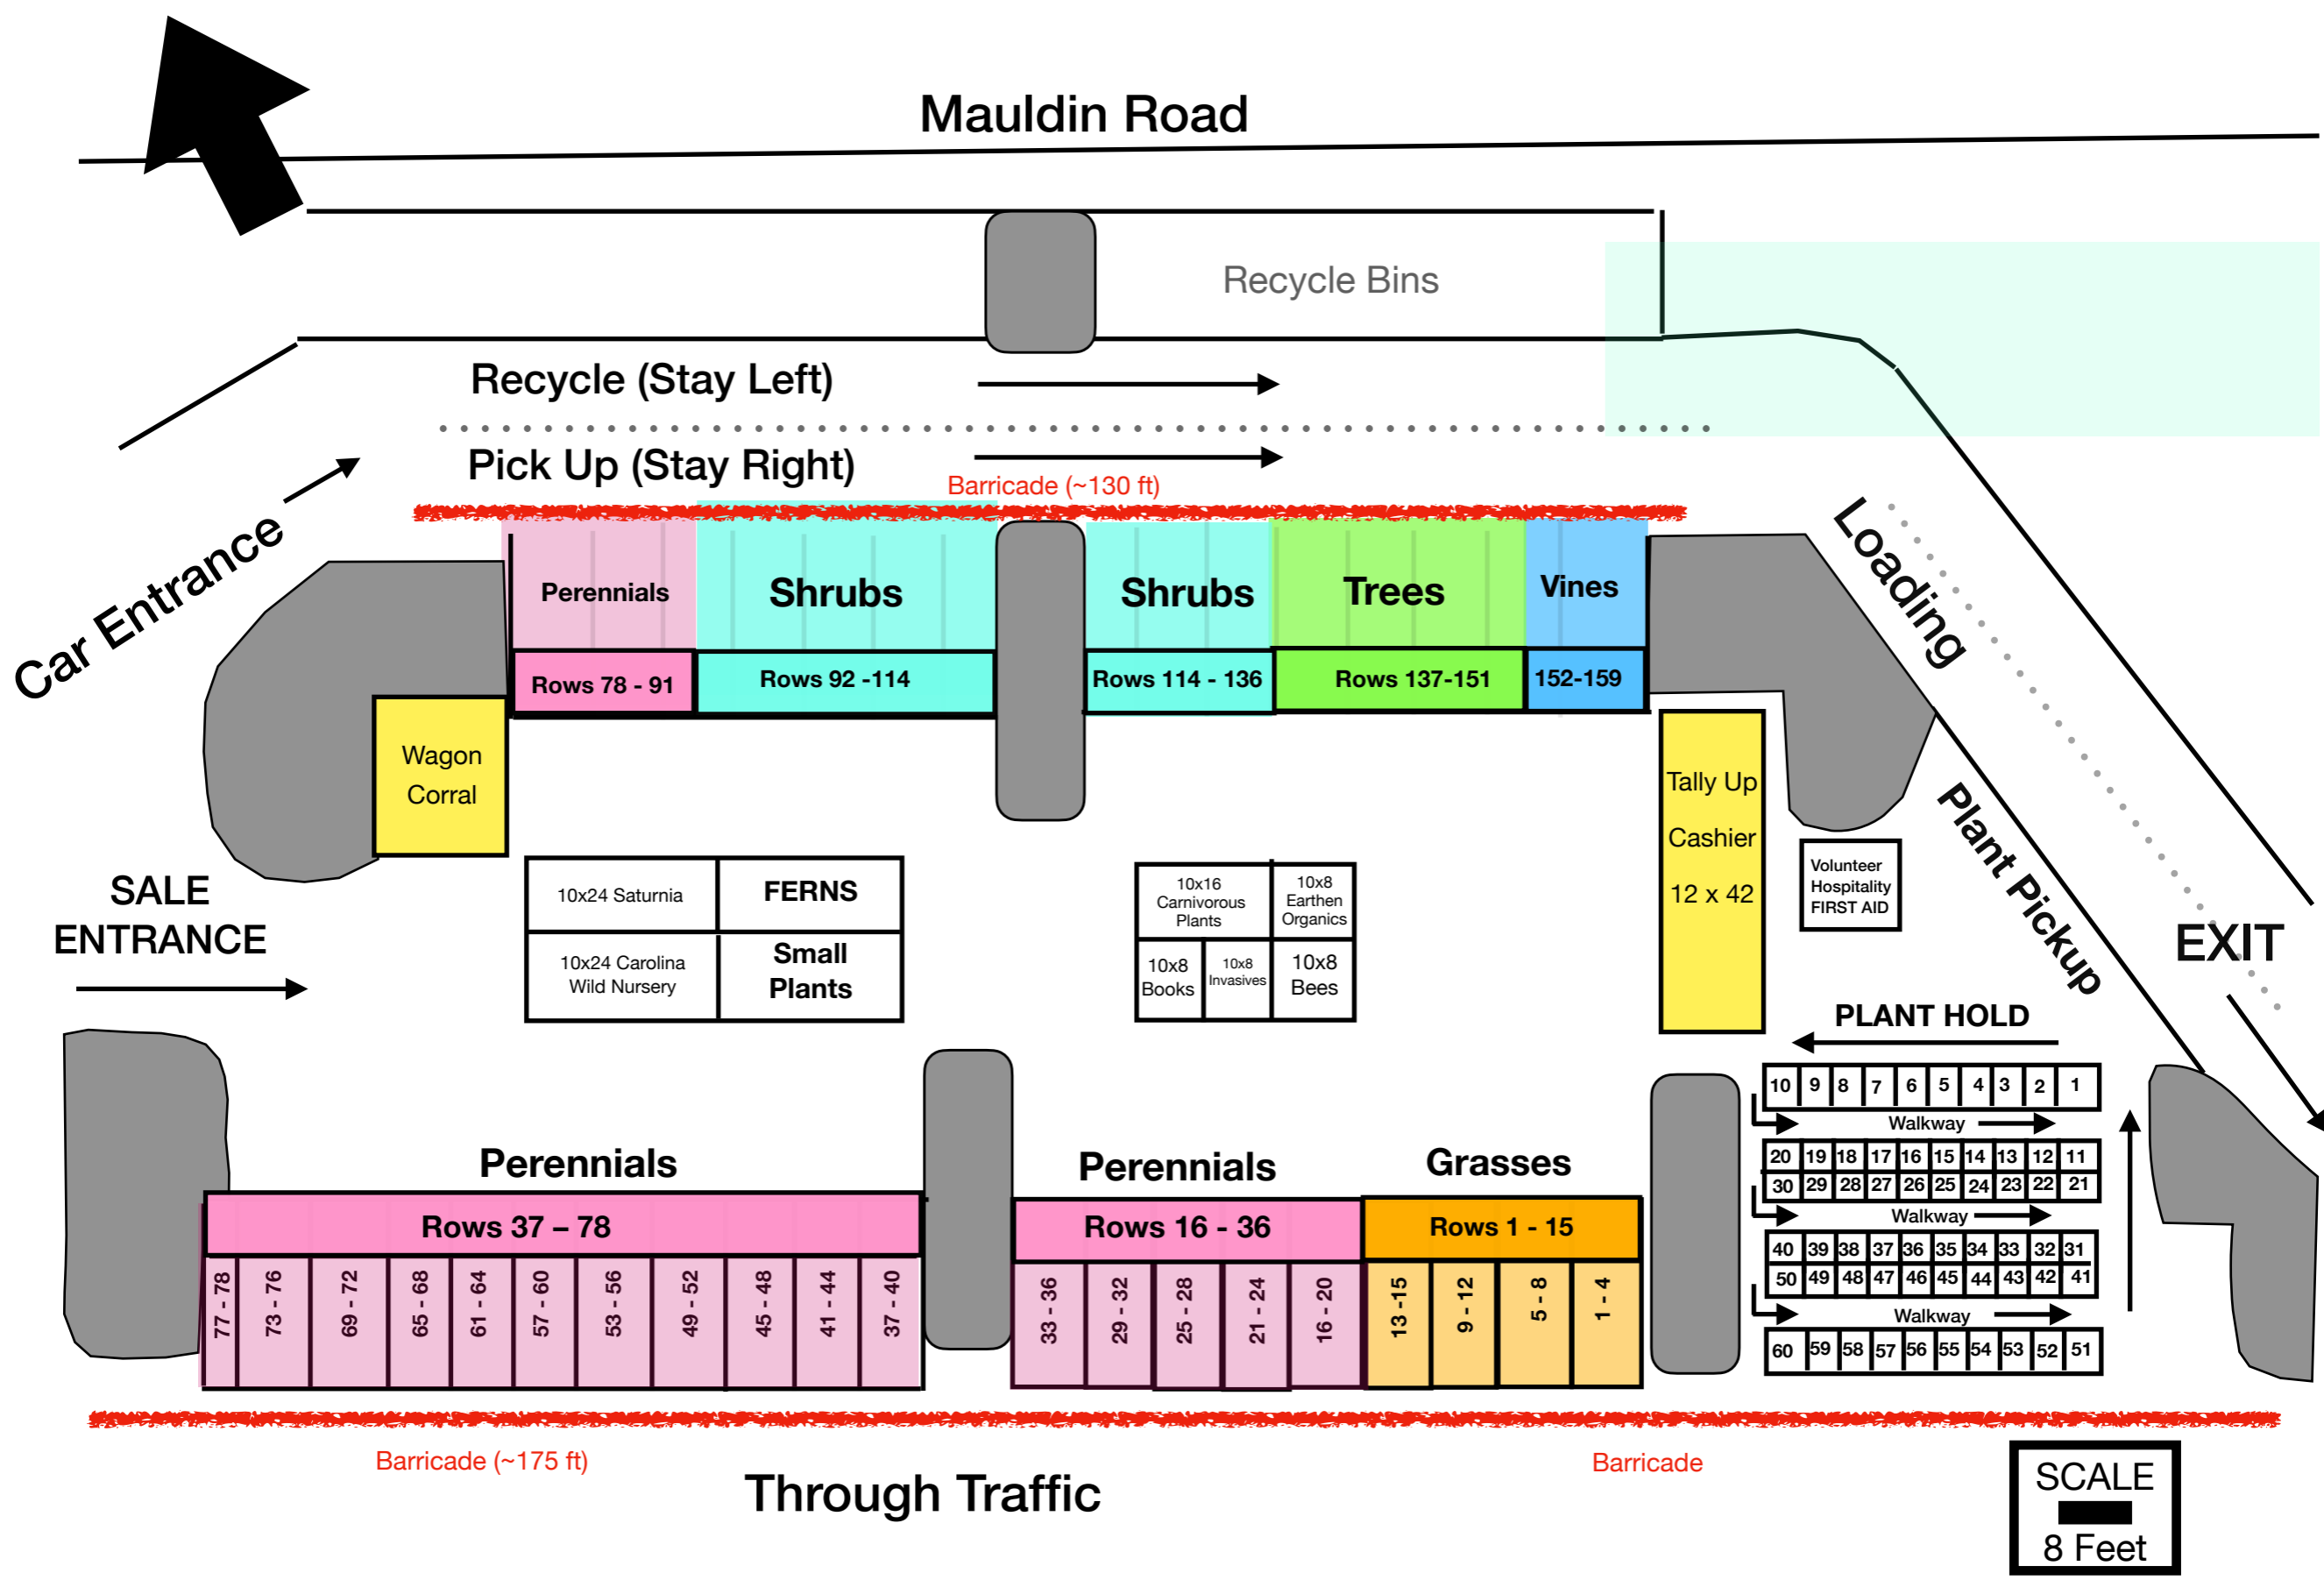 Mauldin Road
Recycle Bins
Recycle (Stay Left)
Pick Up (Stay Right)
Barricade (~130 ft)
Car Entrance
Loading
Perennials
Shrubs
Shrubs
Trees
Vines
Rows 78 - 91
Rows 92 -114
Rows 114 - 136
Rows 137-151
152-159
Wagon
Corral
Tally Up
Cashier
12 x 42
Volunteer
Hospitality
FIRST AID
Plant Pickup
EXIT
SALE
ENTRANCE
10x24 Saturnia
FERNS
10x24 Carolina
Wild Nursery
Small
Plants
10x16
Carnivorous
Plants
10x8
Earthen
Organics
10x8
Books
10x8
Invasives
10x8
Bees
PLANT HOLD
10 9 8 7 6 5 4 3 2 1
Walkway
20 19 18 17 16 15 14 13 12 11
30 29 28 27 26 25 24 23 22 21
Walkway
40 39 38 37 36 35 34 33 32 31
50 49 48 47 46 45 44 43 42 41
Walkway
60 59 58 57 56 55 54 53 52 51
Perennials
Perennials
Grasses
Rows 37 – 78
Rows 16 - 36
Rows 1 - 15
77 - 78
73 - 76
69 - 72
65 - 68
61 - 64
57 - 60
53 - 56
49 - 52
45 - 48
41 - 44
37 - 40
33 - 36
29 - 32
25 - 28
21 - 24
16 - 20
13 -15
9 - 12
5 - 8
1 - 4
Barricade (~175 ft)
Barricade
Through Traffic
SCALE
8 Feet